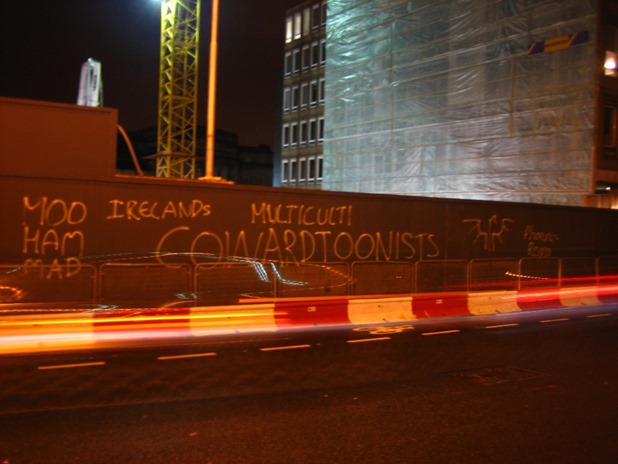 MOO
HAM
MAD
IRELANDS
MULTICULTI
COWARDTOONISTS